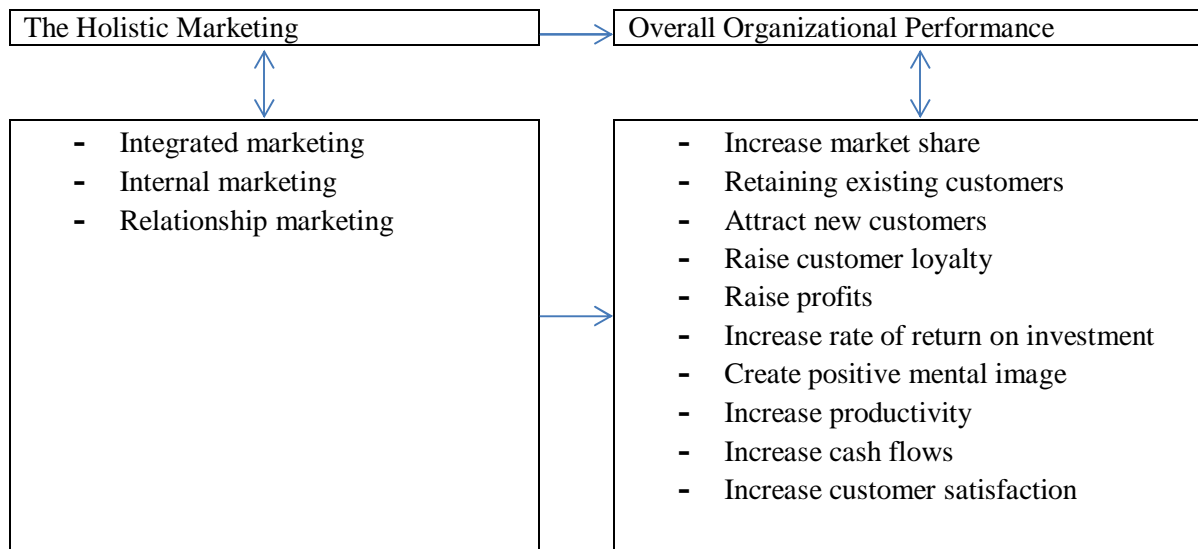 The Holistic Marketing
Overall Organizational Performance
- Integrated marketing
- Internal marketing
- Relationship marketing
- Increase market share
- Retaining existing customers
- Attract new customers
- Raise customer loyalty
- Raise profits
- Increase rate of return on investment
- Create positive mental image
- Increase productivity
- Increase cash flows
- Increase customer satisfaction